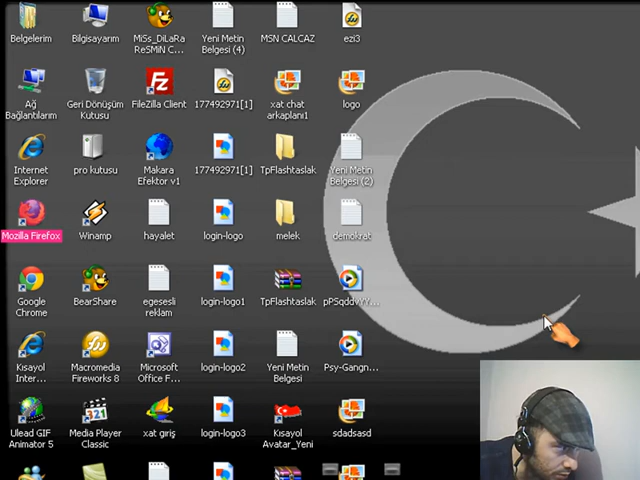 Belgelerim
Bilgisayarım
MiSs_DiLaRa
ReSMiN C...
Yeni Metin
Belgesi (4)
MSN CALCAZ
ezi3
Ağ
Bağlantılarım
Geri Dönüşüm
Kutusu
FileZilla Client
177492971[1]
xat chat
arkaplanı1
logo
Internet
Explorer
pro kutusu
Makara
Efektor v1
177492971[1]
TpFlashtaslak
Yeni Metin
Belgesi (2)
Mozilla Firefox
Winamp
hayalet
login-logo
melek
demokrat
Google
Chrome
BearShare
egesesli
reklam
login-logo1
TpFlashtaslak
Kısayol
Inter...
Macromedia
Fireworks 8
Microsoft
Office F...
login-logo2
Yeni Metin
Belgesi
Psy-Gangn...
Ulead GIF
Animator 5
Media Player
Classic
xat giriş
login-logo3
Kısayol
Avatar_Yeni
sdadsasd